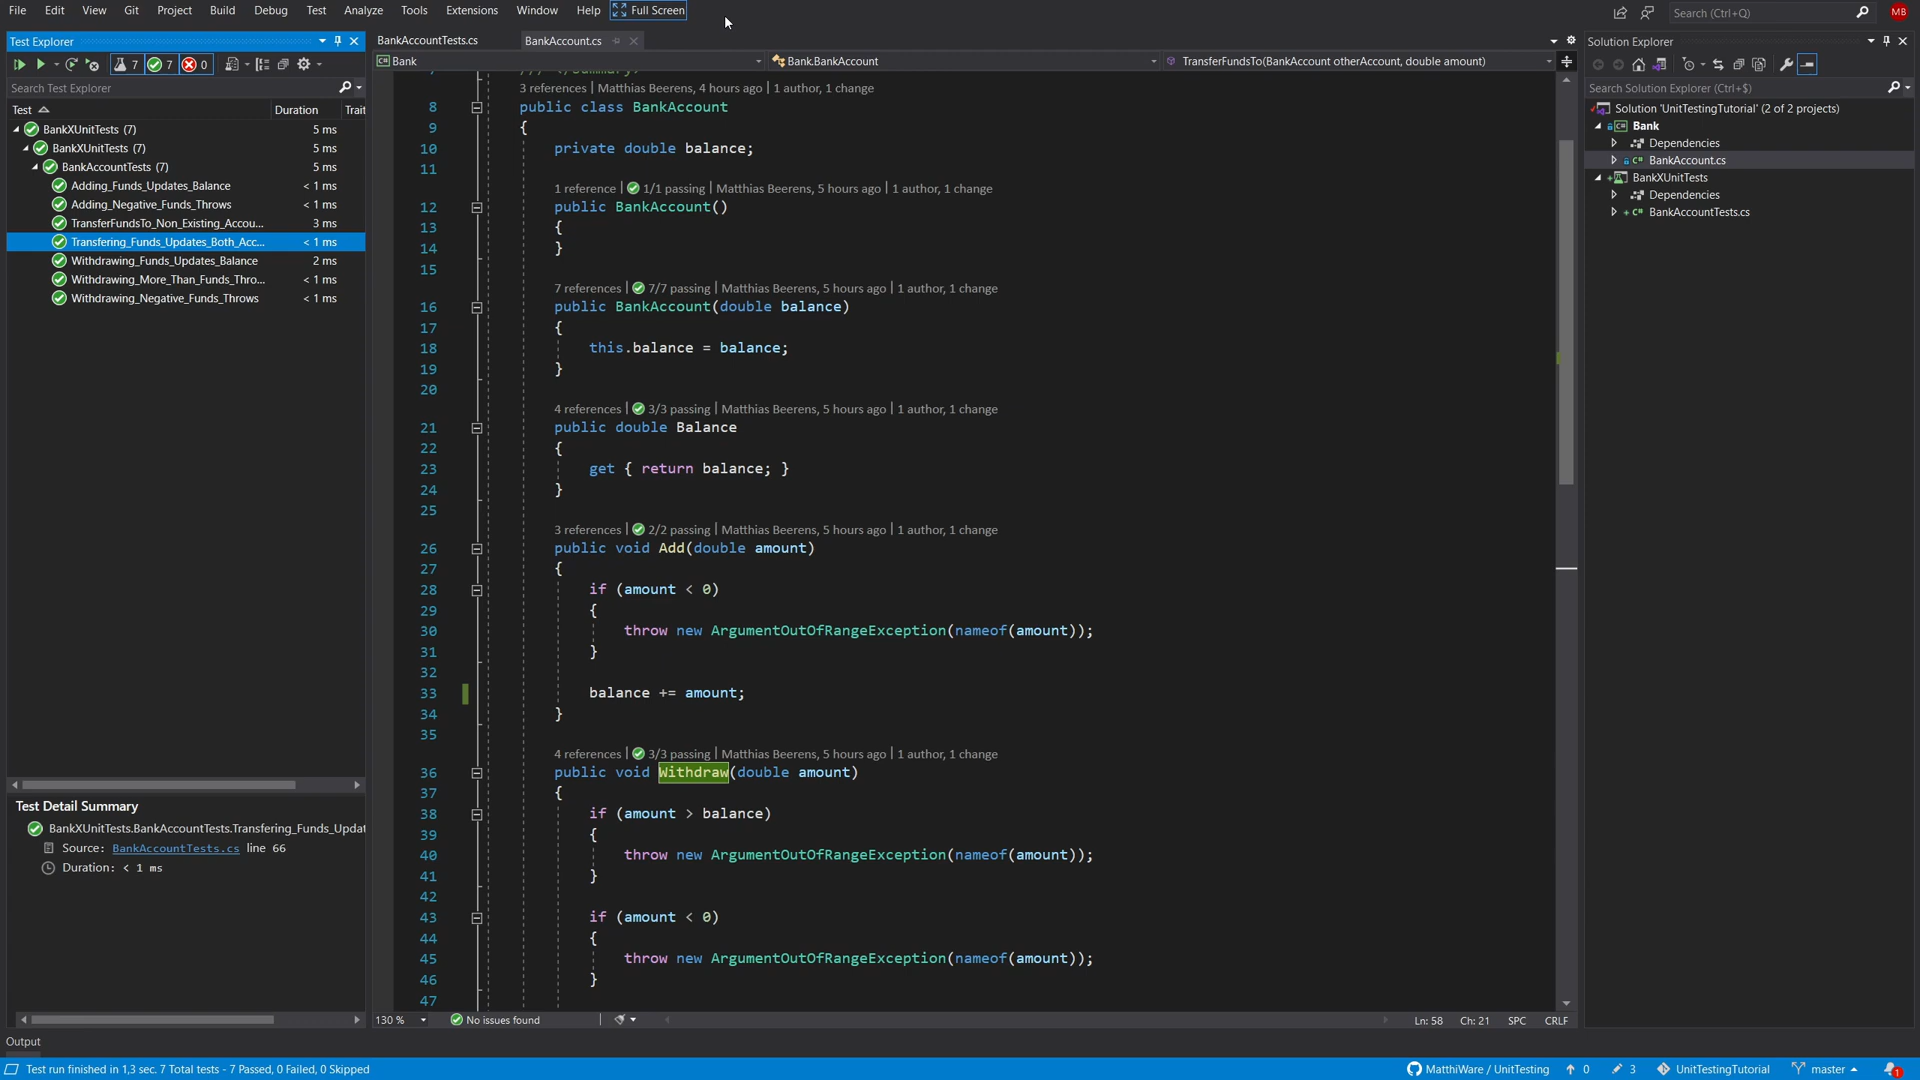 File Edit View Git Project Build Debug Test Analyze Tools Extensions Window Help Full Screen Search (Ctrl+Q) MB
Test Explorer
7 7 0
Search Test Explorer
Test Duration Trait
BankXUnitTests (7) 5 ms
BankXUnitTests (7) 5 ms
BankAccountTests (7) 5 ms
Adding_Funds_Updates_Balance < 1 ms
Adding_Negative_Funds_Throws < 1 ms
TransferFundsTo_Non_Existing_Accou... 3 ms
Transfering_Funds_Updates_Both_Acc... < 1 ms
Withdrawing_Funds_Updates_Balance 2 ms
Withdrawing_More_Than_Funds_Thro... < 1 ms
Withdrawing_Negative_Funds_Throws < 1 ms
Test Detail Summary
BankXUnitTests.BankAccountTests.Transfering_Funds_Updat
Source: BankAccountTests.cs line 66
Duration: < 1 ms
BankAccountTests.cs BankAccount.cs
Bank Bank.BankAccount TransferFundsTo(BankAccount otherAccount, double amount)
7 /// </summary>
3 references | Matthias Beerens, 4 hours ago | 1 author, 1 change
8 public class BankAccount
9 {
10 private double balance;
11
1 reference | 1/1 passing | Matthias Beerens, 5 hours ago | 1 author, 1 change
12 public BankAccount()
13 {
14 }
15
7 references | 7/7 passing | Matthias Beerens, 5 hours ago | 1 author, 1 change
16 public BankAccount(double balance)
17 {
18 this.balance = balance;
19 }
20
4 references | 3/3 passing | Matthias Beerens, 5 hours ago | 1 author, 1 change
21 public double Balance
22 {
23 get { return balance; }
24 }
25
3 references | 2/2 passing | Matthias Beerens, 5 hours ago | 1 author, 1 change
26 public void Add(double amount)
27 {
28 if (amount < 0)
29 {
30 throw new ArgumentOutOfRangeException(nameof(amount));
31 }
32
33 balance += amount;
34 }
35
4 references | 3/3 passing | Matthias Beerens, 5 hours ago | 1 author, 1 change
36 public void Withdraw(double amount)
37 {
38 if (amount > balance)
39 {
40 throw new ArgumentOutOfRangeException(nameof(amount));
41 }
42
43 if (amount < 0)
44 {
45 throw new ArgumentOutOfRangeException(nameof(amount));
46 }
47
130 % No issues found Ln: 58 Ch: 21 SPC CRLF
Solution Explorer
Search Solution Explorer (Ctrl+$)
Solution 'UnitTestingTutorial' (2 of 2 projects)
Bank
Dependencies
BankAccount.cs
BankXUnitTests
Dependencies
BankAccountTests.cs
Output
Test run finished in 1,3 sec. 7 Total tests - 7 Passed, 0 Failed, 0 Skipped MatthiWare / UnitTesting 0 3 UnitTestingTutorial master 1